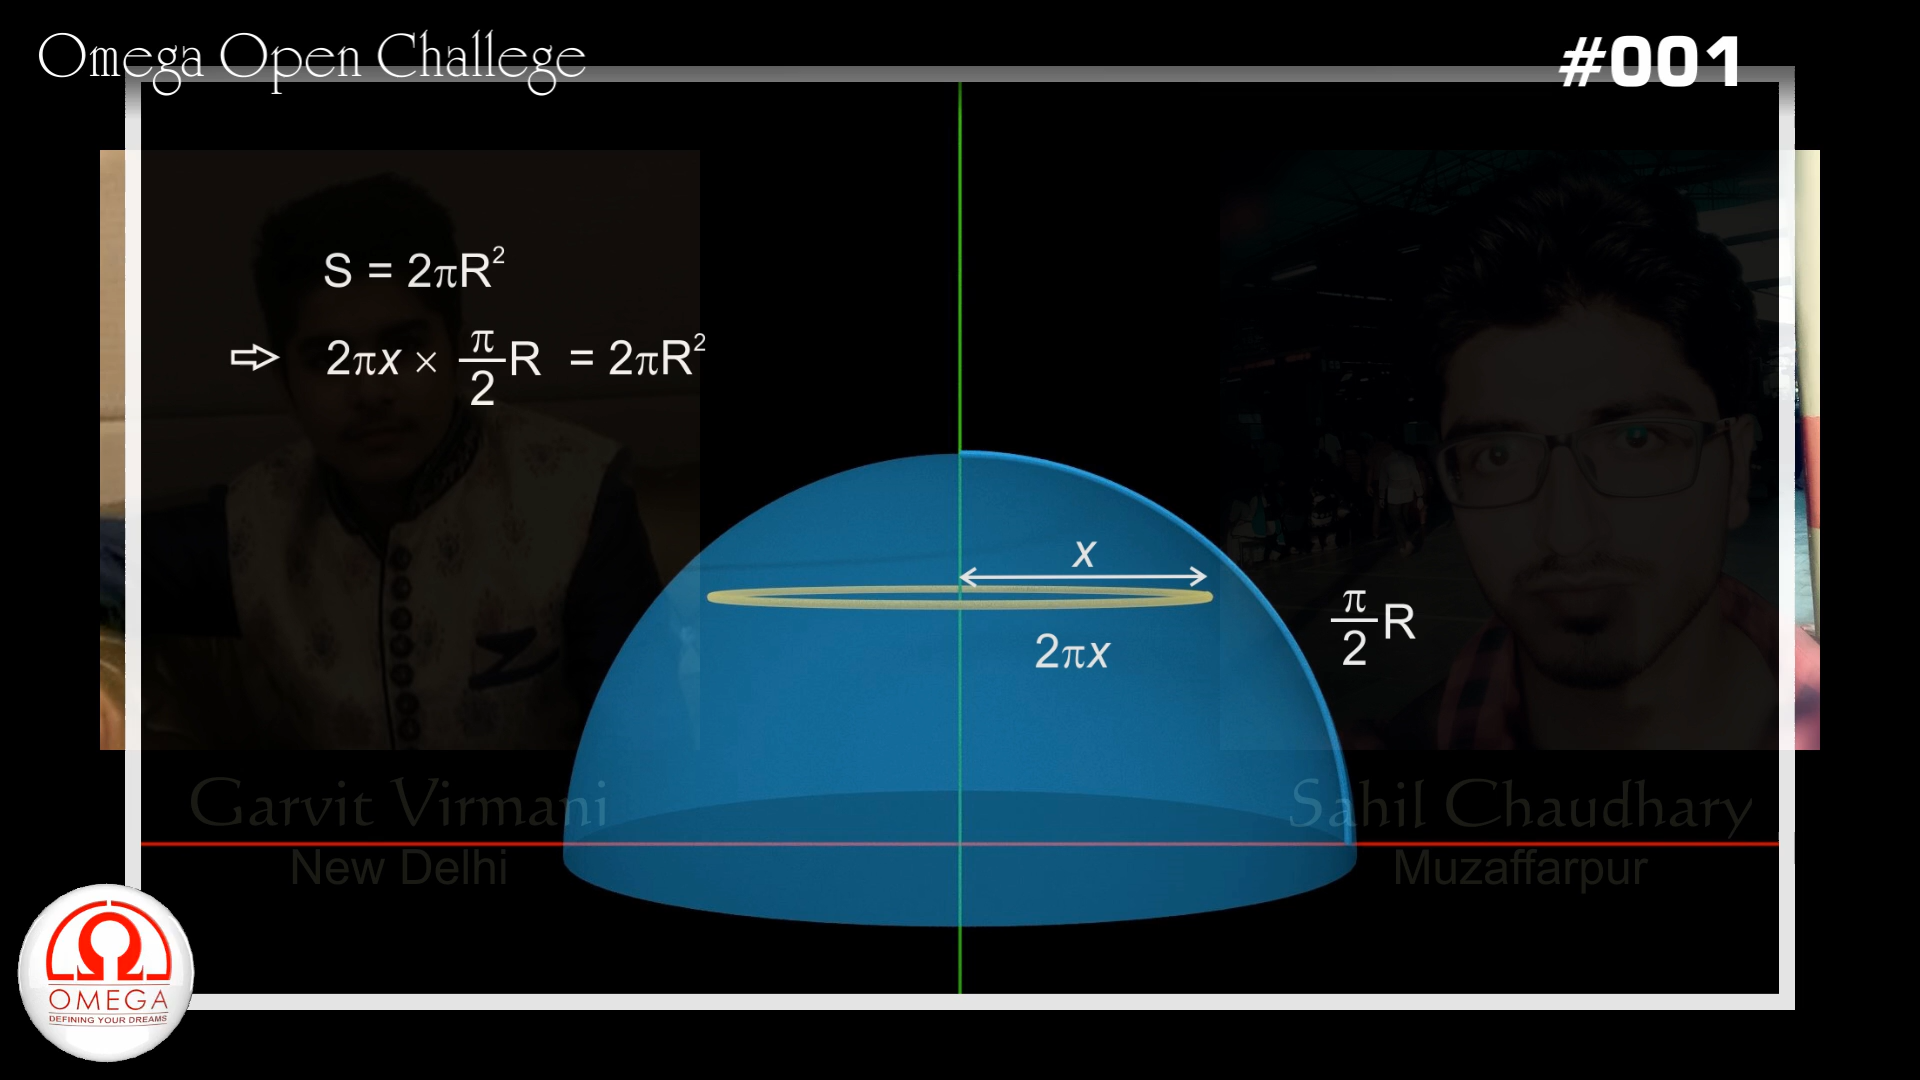 Omega Open Challege
#001
S = 2πR²
⇨ 2πx × π/2 R = 2πR²
x
2πx
π/2 R
Garvit Virmani
New Delhi
Sahil Chaudhary
Muzaffarpur
OMEGA
DEFINING YOUR DREAMS